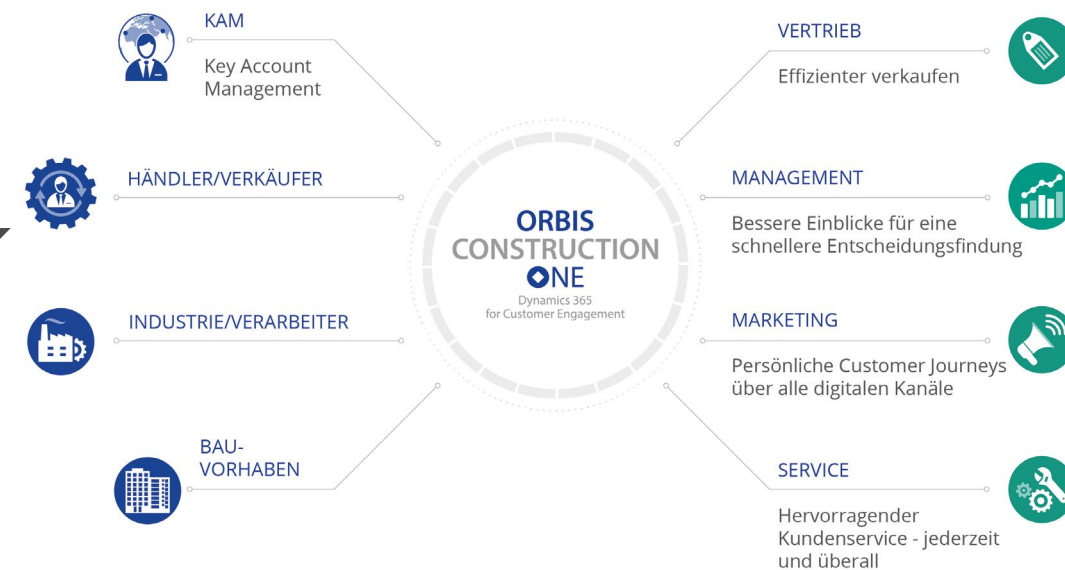 KAM
Key Account
Management
HÄNDLER/VERKÄUFER
INDUSTRIE/VERARBEITER
BAU-
VORHABEN
ORBIS
CONSTRUCTION
ONE
Dynamics 365
for Customer Engagement
VERTRIEB
Effizienter verkaufen
MANAGEMENT
Bessere Einblicke für eine
schnellere Entscheidungsfindung
MARKETING
Persönliche Customer Journeys
über alle digitalen Kanäle
SERVICE
Hervorragender
Kundenservice - jederzeit
und überall